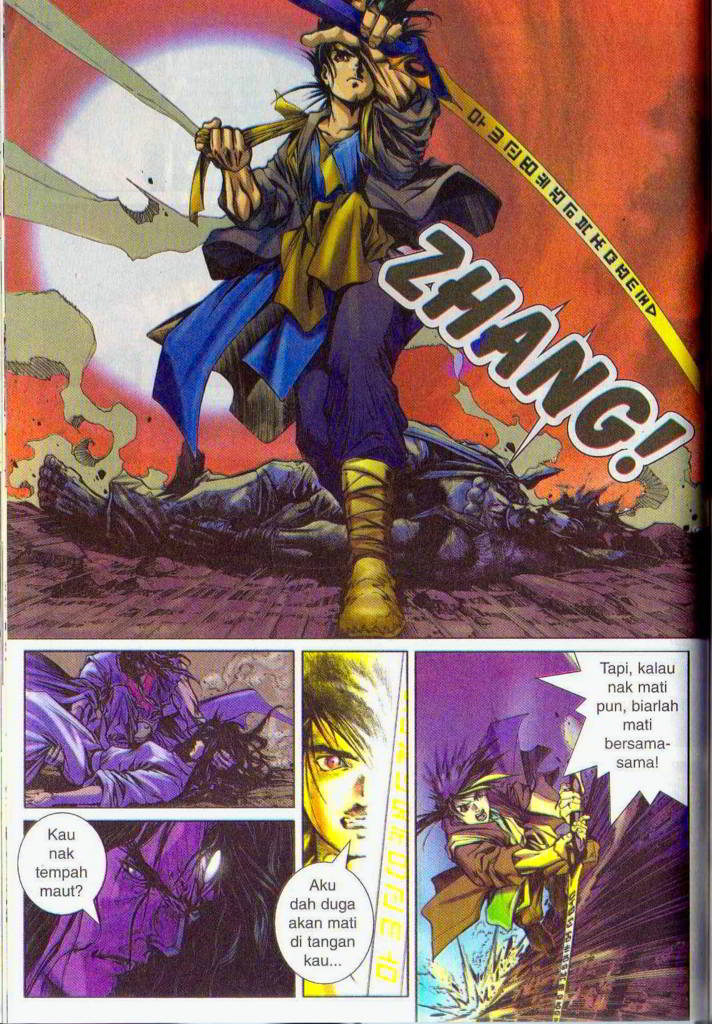 ZHANG!
Kau
nak
tempah
maut?
Aku
dah duga
akan mati
di tangan
kau...
Tapi, kalau
nak mati
pun, biarlah
mati
bersama-
sama!